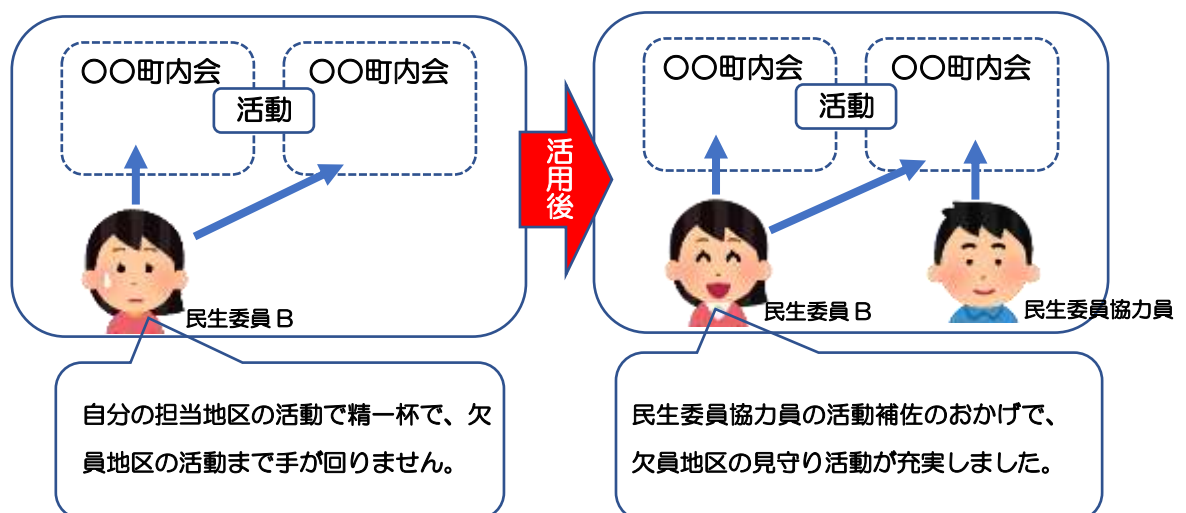 〇〇町内会
〇〇町内会
活動
民生委員B
自分の担当地区の活動で精一杯で、欠
員地区の活動まで手が回りません。
活用後
〇〇町内会
〇〇町内会
活動
民生委員B
民生委員協力員
民生委員協力員の活動補佐のおかげで、
欠員地区の見守り活動が充実しました。